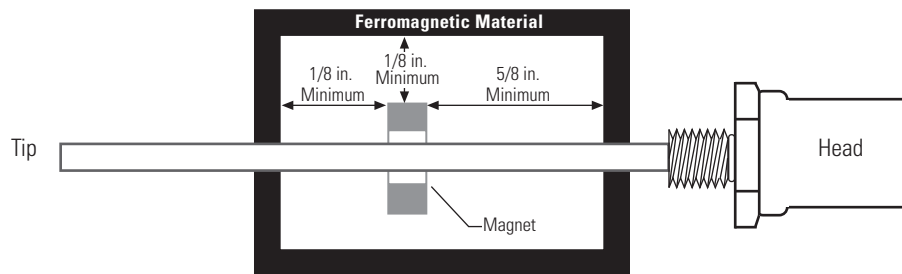 Ferromagnetic Material
1/8 in.
Minimum
1/8 in.
Minimum
5/8 in.
Minimum
Tip
Head
Magnet